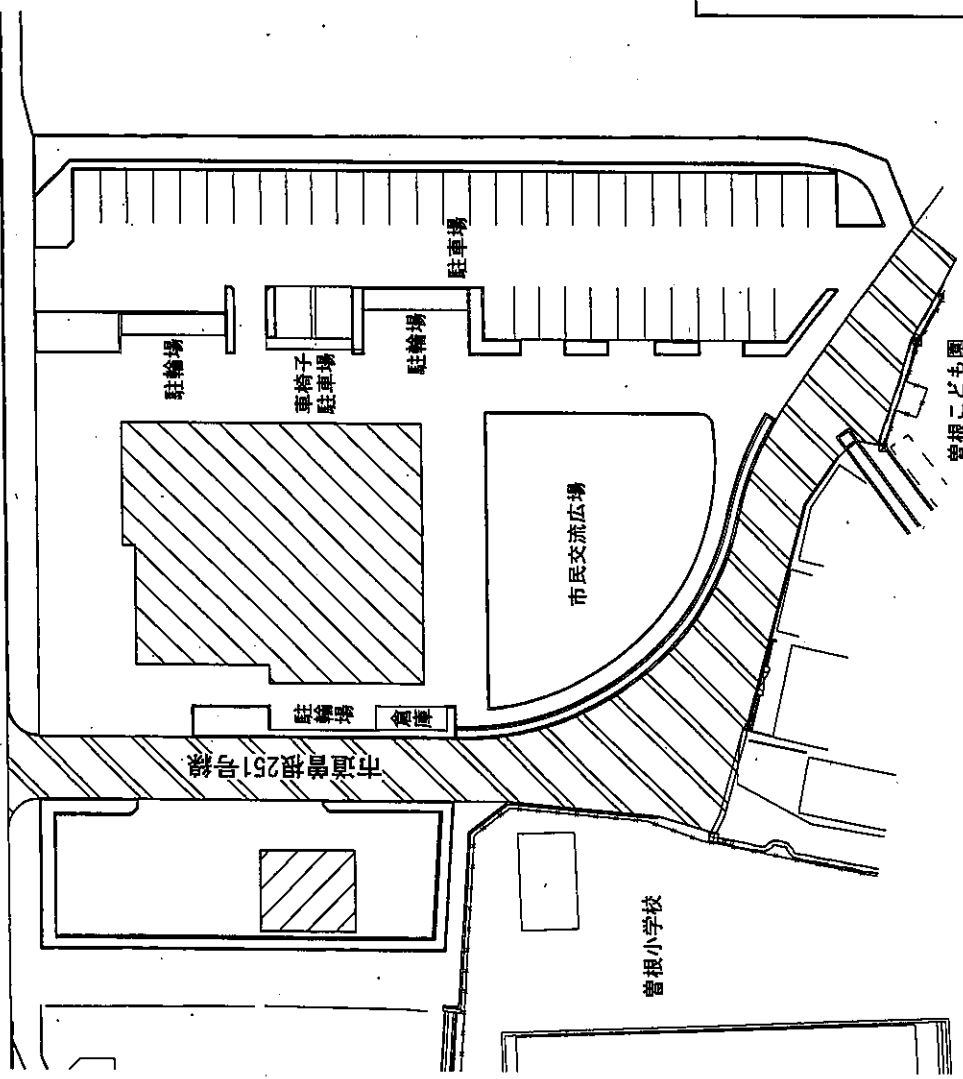 駐車場
駐輪場
車椅子
駐車場
駐輪場
市民交流広場
駐輪場
倉庫
市道曽根251号線
曽根小学校
曽根こども園